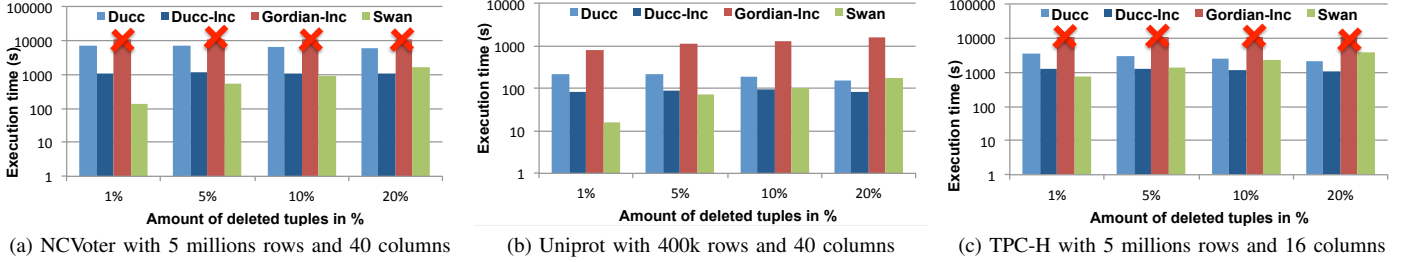 Execution time (s)
100000
10000
1000
100
10
1
Ducc Ducc-Inc Gordian-Inc Swan
1% 5% 10% 20%
Amount of deleted tuples in %
(a) NCVoter with 5 millions rows and 40 columns
Execution time (s)
10000
1000
100
10
1
Ducc Ducc-Inc Gordian-Inc Swan
1% 5% 10% 20%
Amount of deleted tuples in %
(b) Uniprot with 400k rows and 40 columns
Execution time (s)
100000
10000
1000
100
10
1
Ducc Ducc-Inc Gordian-Inc Swan
1% 5% 10% 20%
Amount of deleted tuples in %
(c) TPC-H with 5 millions rows and 16 columns